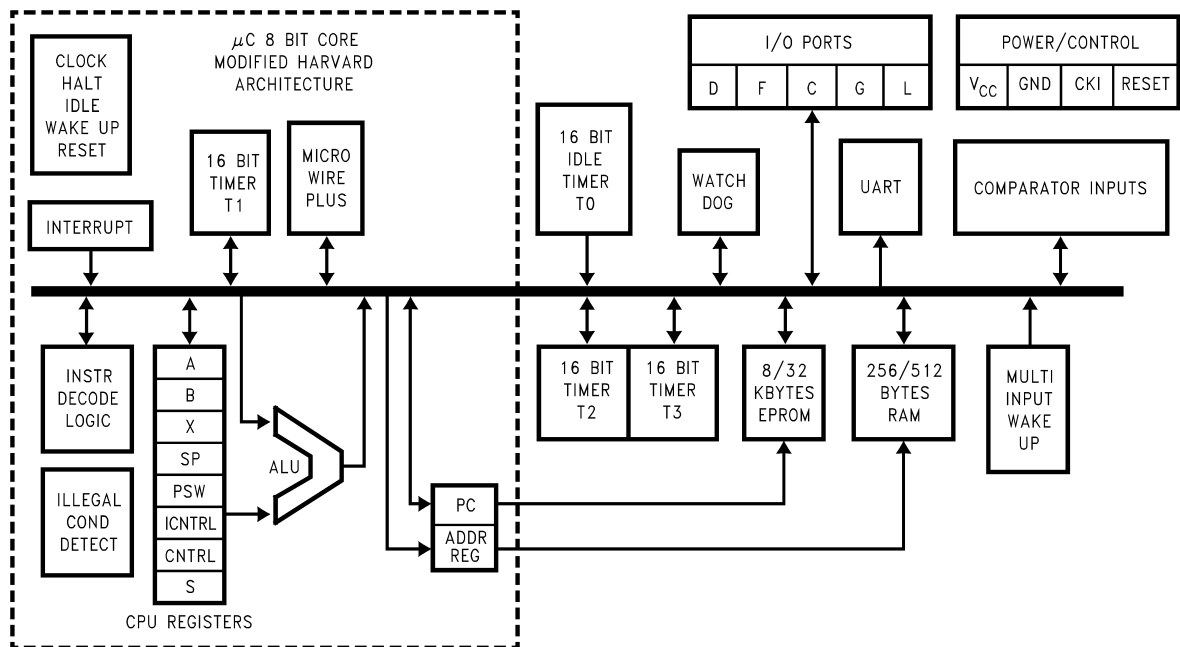 µC 8 BIT CORE
MODIFIED HARVARD
ARCHITECTURE
CLOCK
HALT
IDLE
WAKE UP
RESET
16 BIT
TIMER
T1
MICRO
WIRE
PLUS
INTERRUPT
16 BIT
IDLE
TIMER
T0
WATCH
DOG
I/O PORTS
D F C G L
UART
POWER/CONTROL
VCC GND CKI RESET
COMPARATOR INPUTS
INSTR
DECODE
LOGIC
ILLEGAL
COND
DETECT
A
B
X
SP
PSW
ICNTRL
CNTRL
S
CPU REGISTERS
ALU
PC
ADDR
REG
16 BIT
TIMER
T2
16 BIT
TIMER
T3
8/32
KBYTES
EPROM
256/512
BYTES
RAM
MULTI
INPUT
WAKE
UP